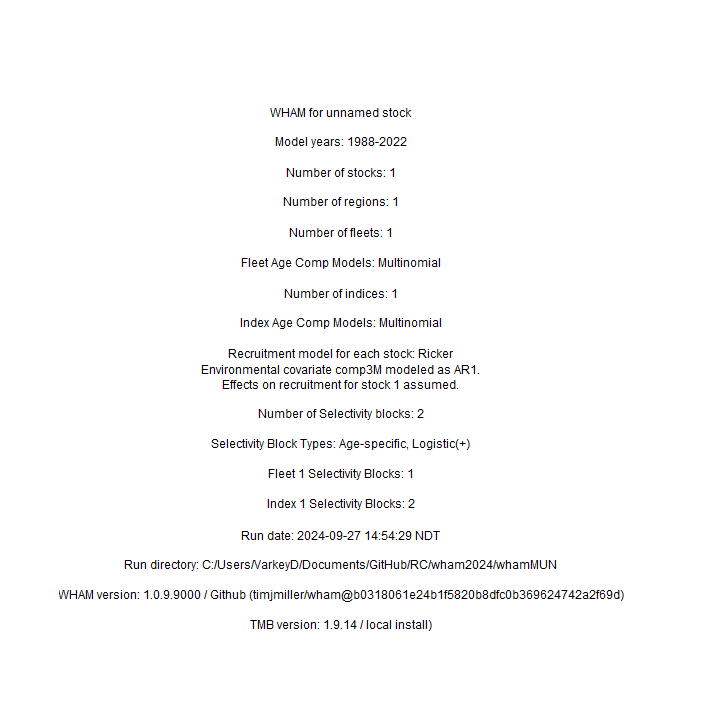 WHAM for unnamed stock
Model years: 1988-2022
Number of stocks: 1
Number of regions: 1
Number of fleets: 1
Fleet Age Comp Models: Multinomial
Number of indices: 1
Index Age Comp Models: Multinomial
Recruitment model for each stock: Ricker
Environmental covariate comp3M modeled as AR1.
Effects on recruitment for stock 1 assumed.
Number of Selectivity blocks: 2
Selectivity Block Types: Age-specific, Logistic(+)
Fleet 1 Selectivity Blocks: 1
Index 1 Selectivity Blocks: 2
Run date: 2024-09-27 14:54:29 NDT
Run directory: C:/Users/VarkeyD/Documents/GitHub/RC/wham2024/whamMUN
WHAM version: 1.0.9.9000 / Github (timjmiller/wham@b0318061e24b1f5820b8dfc0b369624742a2f69d)
TMB version: 1.9.14 / local install)